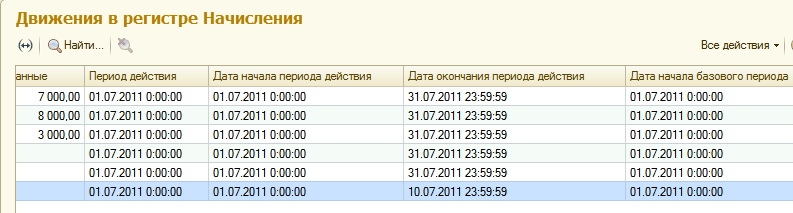 Движения в регистре Начисления
Найти... Все действия
анные Период действия Дата начала периода действия Дата окончания периода действия Дата начала базового периода
7 000,00 01.07.2011 0:00:00 01.07.2011 0:00:00 31.07.2011 23:59:59 01.07.2011 0:00:00
8 000,00 01.07.2011 0:00:00 01.07.2011 0:00:00 31.07.2011 23:59:59 01.07.2011 0:00:00
3 000,00 01.07.2011 0:00:00 01.07.2011 0:00:00 31.07.2011 23:59:59 01.07.2011 0:00:00
01.07.2011 0:00:00 01.07.2011 0:00:00 31.07.2011 23:59:59 01.07.2011 0:00:00
01.07.2011 0:00:00 01.07.2011 0:00:00 31.07.2011 23:59:59 01.07.2011 0:00:00
01.07.2011 0:00:00 01.07.2011 0:00:00 10.07.2011 23:59:59 01.07.2011 0:00:00